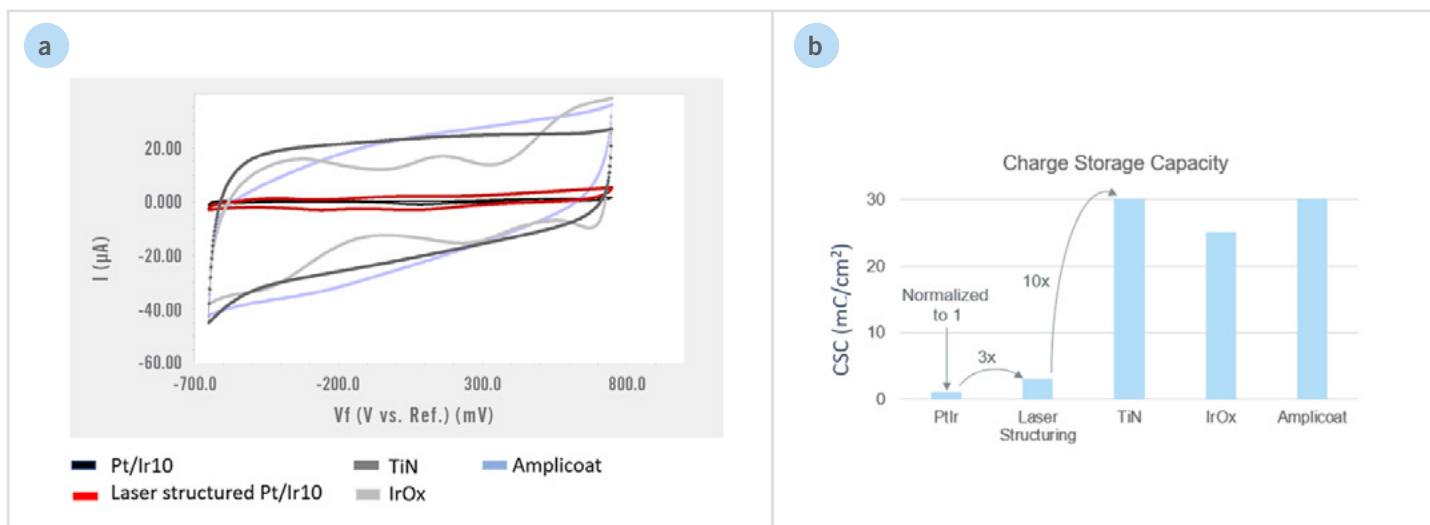 a
20.00
0.000
-20.00
-40.00
-60.00
I (µA)
-700.0 -200.0 300.0 800.0
Vf (V vs. Ref.) (mV)
Pt/Ir10 TiN Amplicoat
Laser structured Pt/Ir10 IrOx
b
Charge Storage Capacity
CSC (mC/cm²)
30
20
10
0
Normalized
to 1
3x
10x
PtIr Laser TiN IrOx Amplicoat
Structuring